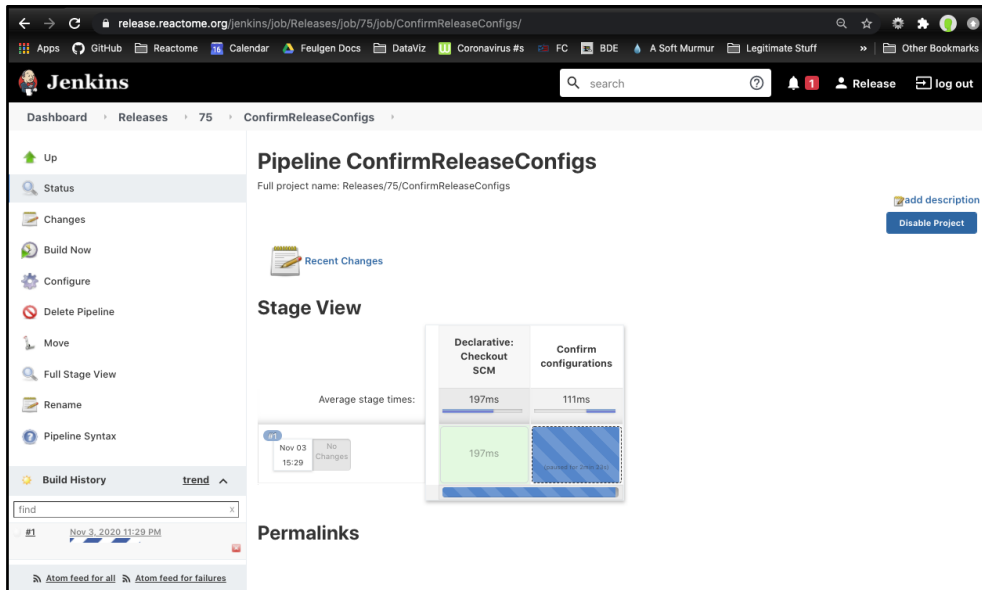 release.reactome.org/jenkins/job/Releases/job/75/job/ConfirmReleaseConfigs/
Apps GitHub Reactome 16 Calendar Feulgen Docs DataViz Coronavirus #s FC BDE A Soft Murmur Legitimate Stuff » Other Bookmarks
Jenkins search 1 Release log out
Dashboard Releases 75 ConfirmReleaseConfigs
Up
Status
Changes
Build Now
Configure
Delete Pipeline
Move
Full Stage View
Rename
Pipeline Syntax
Build History trend
find x
#1 Nov 3, 2020 11:29 PM
Atom feed for all Atom feed for failures
Pipeline ConfirmReleaseConfigs
Full project name: Releases/75/ConfirmReleaseConfigs
add description
Disable Project
Recent Changes
Stage View
Declarative:
Checkout
SCM
Confirm
configurations
Average stage times:
197ms 111ms
#1
Nov 03
15:29
No
Changes
197ms
Permalinks